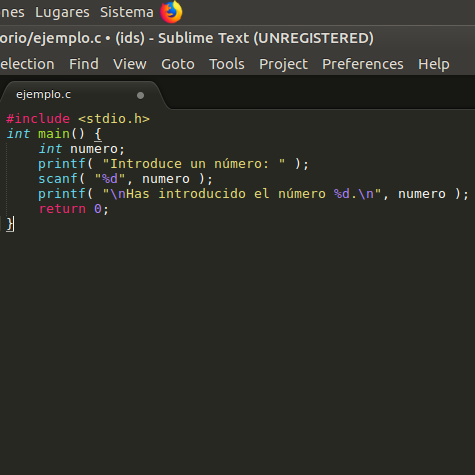 nes Lugares Sistema
orio/ejemplo.c • (ids) - Sublime Text (UNREGISTERED)
election Find View Goto Tools Project Preferences Help
ejemplo.c
#include <stdio.h>
int main() {
    int numero;
    printf( "Introduce un número: " );
    scanf( "%d", numero );
    printf( "\nHas introducido el número %d.\n", numero );
    return 0;
}